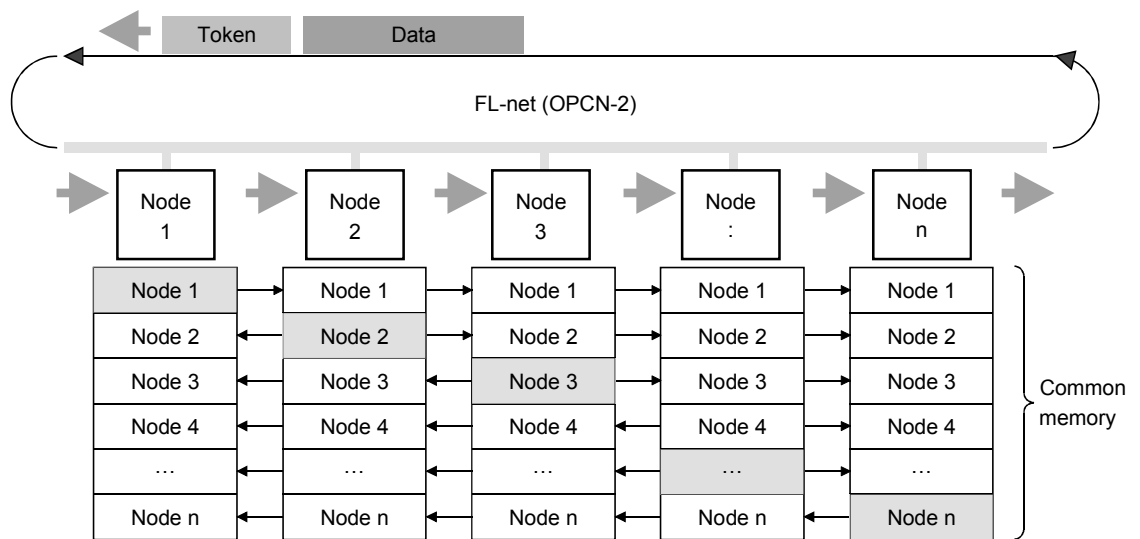 Token Data
FL-net (OPCN-2)
Node Node Node Node Node
1 2 3 : n
Node 1 Node 1 Node 1 Node 1 Node 1
Node 2 Node 2 Node 2 Node 2 Node 2
Node 3 Node 3 Node 3 Node 3 Node 3
Node 4 Node 4 Node 4 Node 4 Node 4
… … … … …
Node n Node n Node n Node n Node n
Common
memory